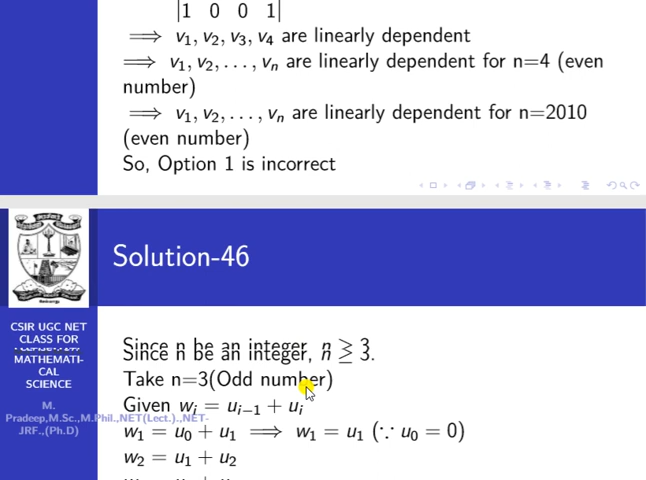 |1 0 0 1|
⟹ v₁, v₂, v₃, v₄ are linearly dependent
⟹ v₁, v₂, . . . , vₙ are linearly dependent for n=4 (even
number)
⟹ v₁, v₂, . . . , vₙ are linearly dependent for n=2010
(even number)
So, Option 1 is incorrect
Solution-46
CSIR UGC NET
CLASS FOR
MATHEMATI-
CAL
SCIENCE
M.
Pradeep,M.Sc.,M.Phil.,NET(Lect.).,NET-
JRF.,(Ph.D)
Since n be an integer, n ≥ 3.
Take n=3(Odd number)
Given wᵢ = uᵢ₋₁ + uᵢ
w₁ = u₀ + u₁ ⟹ w₁ = u₁ (∵ u₀ = 0)
w₂ = u₁ + u₂